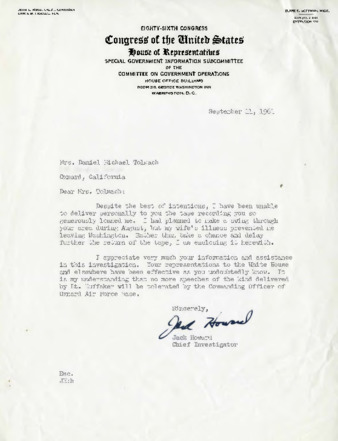 EIGHTY-SIXTH CONGRESS
Congress of the United States
House of Representatives
SPECIAL GOVERNMENT INFORMATION SUBCOMMITTEE
OF THE
COMMITTEE ON GOVERNMENT OPERATIONS
HOUSE OFFICE BUILDING
ROOM GEORGE WASHINGTON INN
WASHINGTON, D. C.
September 11,
Mrs. Daniel Michael
Oxnard, California
Dear Mrs.
Despite the best of intentions, I have been unable
to deliver personally to you the tape recording you so
generously loaned me. I had planned to make a swing through
your area during August, but my wife's illness prevented me
leaving Washington. Rather than take a chance and delay
further the return of the tape, I am enclosing it herewith.
I appreciate very much your information and assistance
in this investigation. Your representations to the White House
and elsewhere have been effective as you undoubtedly know. It
is my understanding that no more speeches of the kind delivered
by Lt. will be tolerated by the Commanding Officer of
Oxnard Air Force Base.
Sincerely,
Jack Howard
Jack Howard
Chief Investigator
Enc.